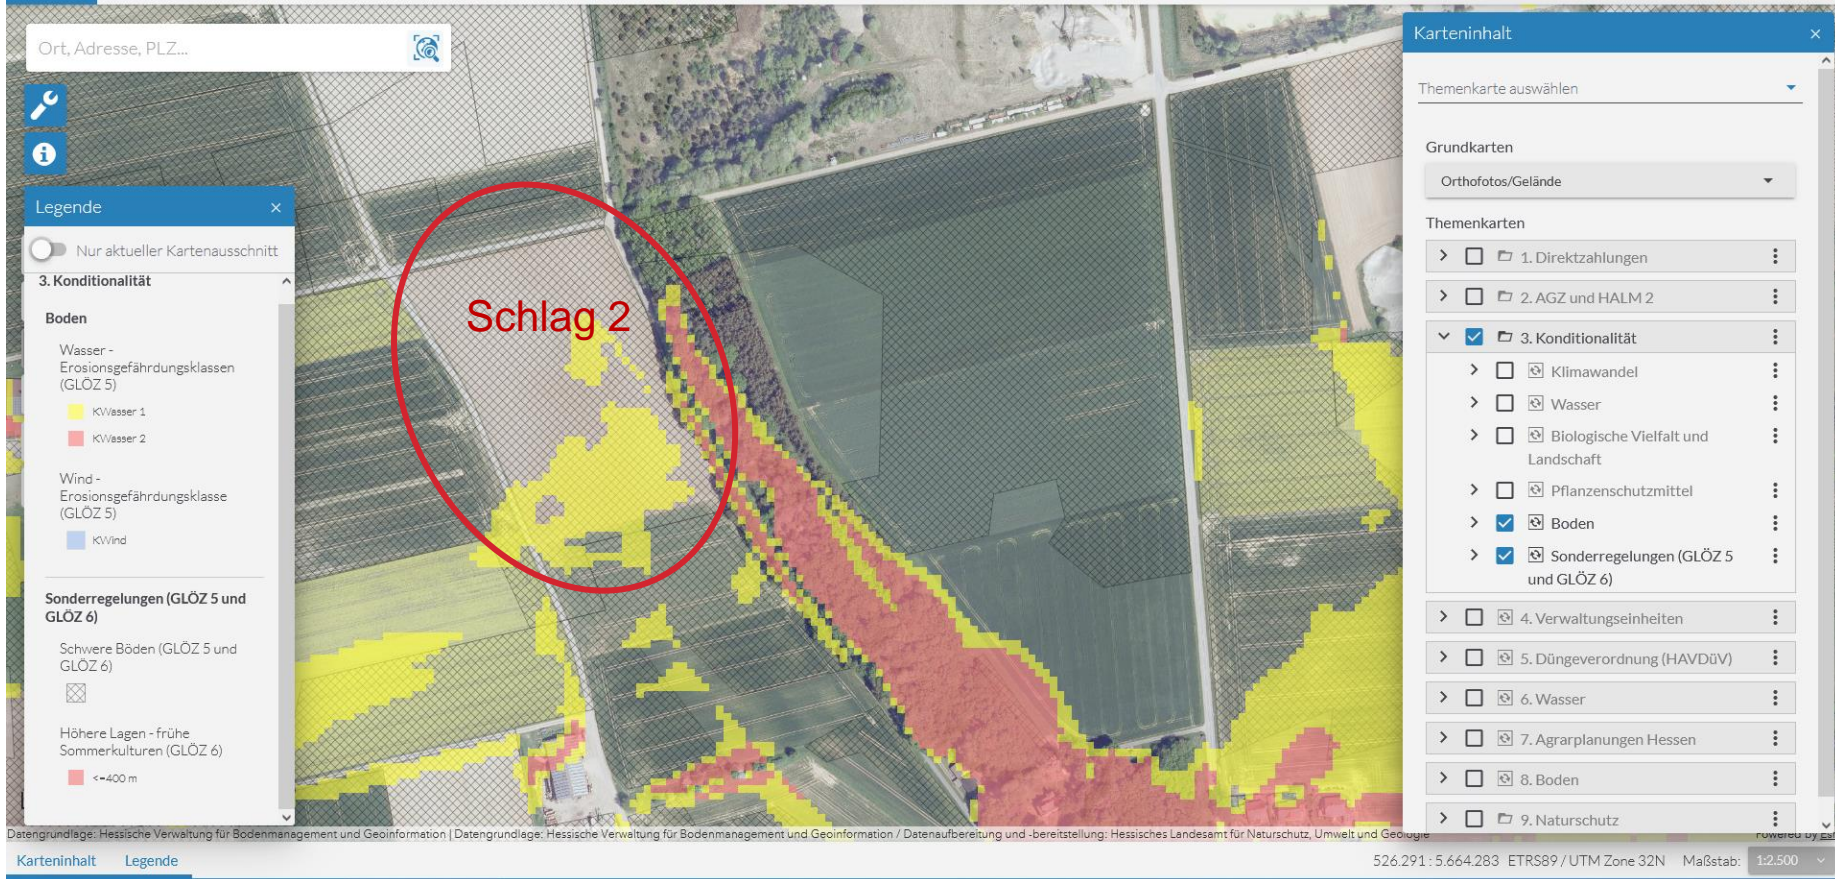 Ort, Adresse, PLZ...
Legende
Nur aktueller Kartenausschnitt
3. Konditionalität
Boden
Wasser -
Erosionsgefährdungsklassen
(GLÖZ 5)
KWasser 1
KWasser 2
Wind -
Erosionsgefährdungsklasse
(GLÖZ 5)
KWind
Sonderregelungen (GLÖZ 5 und
GLÖZ 6)
Schwere Böden (GLÖZ 5 und
GLÖZ 6)
Höhere Lagen - frühe
Sommerkulturen (GLÖZ 6)
<=400 m
Schlag 2
Karteninhalt
Themenkarte auswählen
Grundkarten
Orthofotos/Gelände
Themenkarten
1. Direktzahlungen
2. AGZ und HALM 2
3. Konditionalität
Klimawandel
Wasser
Biologische Vielfalt und
Landschaft
Pflanzenschutzmittel
Boden
Sonderregelungen (GLÖZ 5
und GLÖZ 6)
4. Verwaltungseinheiten
5. Düngeverordnung (HAVDüV)
6. Wasser
7. Agrarplanungen Hessen
8. Boden
9. Naturschutz
Datengrundlage: Hessische Verwaltung für Bodenmanagement und Geoinformation | Datengrundlage: Hessische Verwaltung für Bodenmanagement und Geoinformation / Datenaufbereitung und -bereitstellung: Hessisches Landesamt für Naturschutz, Umwelt und Geologie
Powered by Esri
Karteninhalt Legende
526.291 : 5.664.283 ETRS89 / UTM Zone 32N Maßstab: 1:2.500